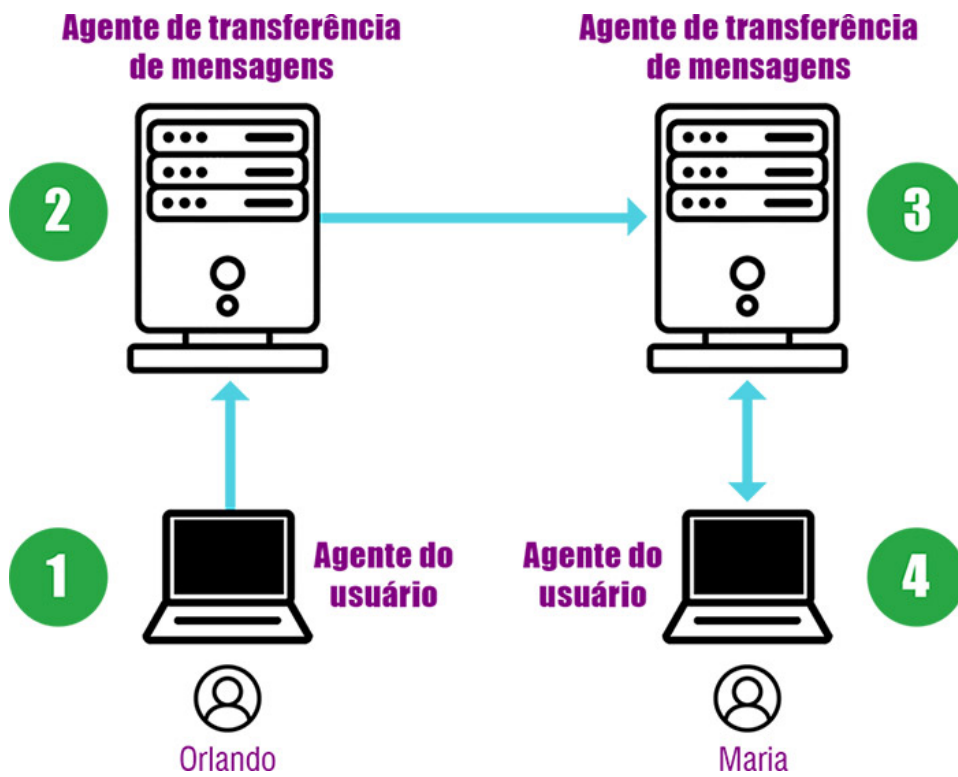 Agente de transferência
de mensagens
Agente de transferência
de mensagens
2
3
1
Agente do
usuário
Agente do
usuário
4
Orlando
Maria